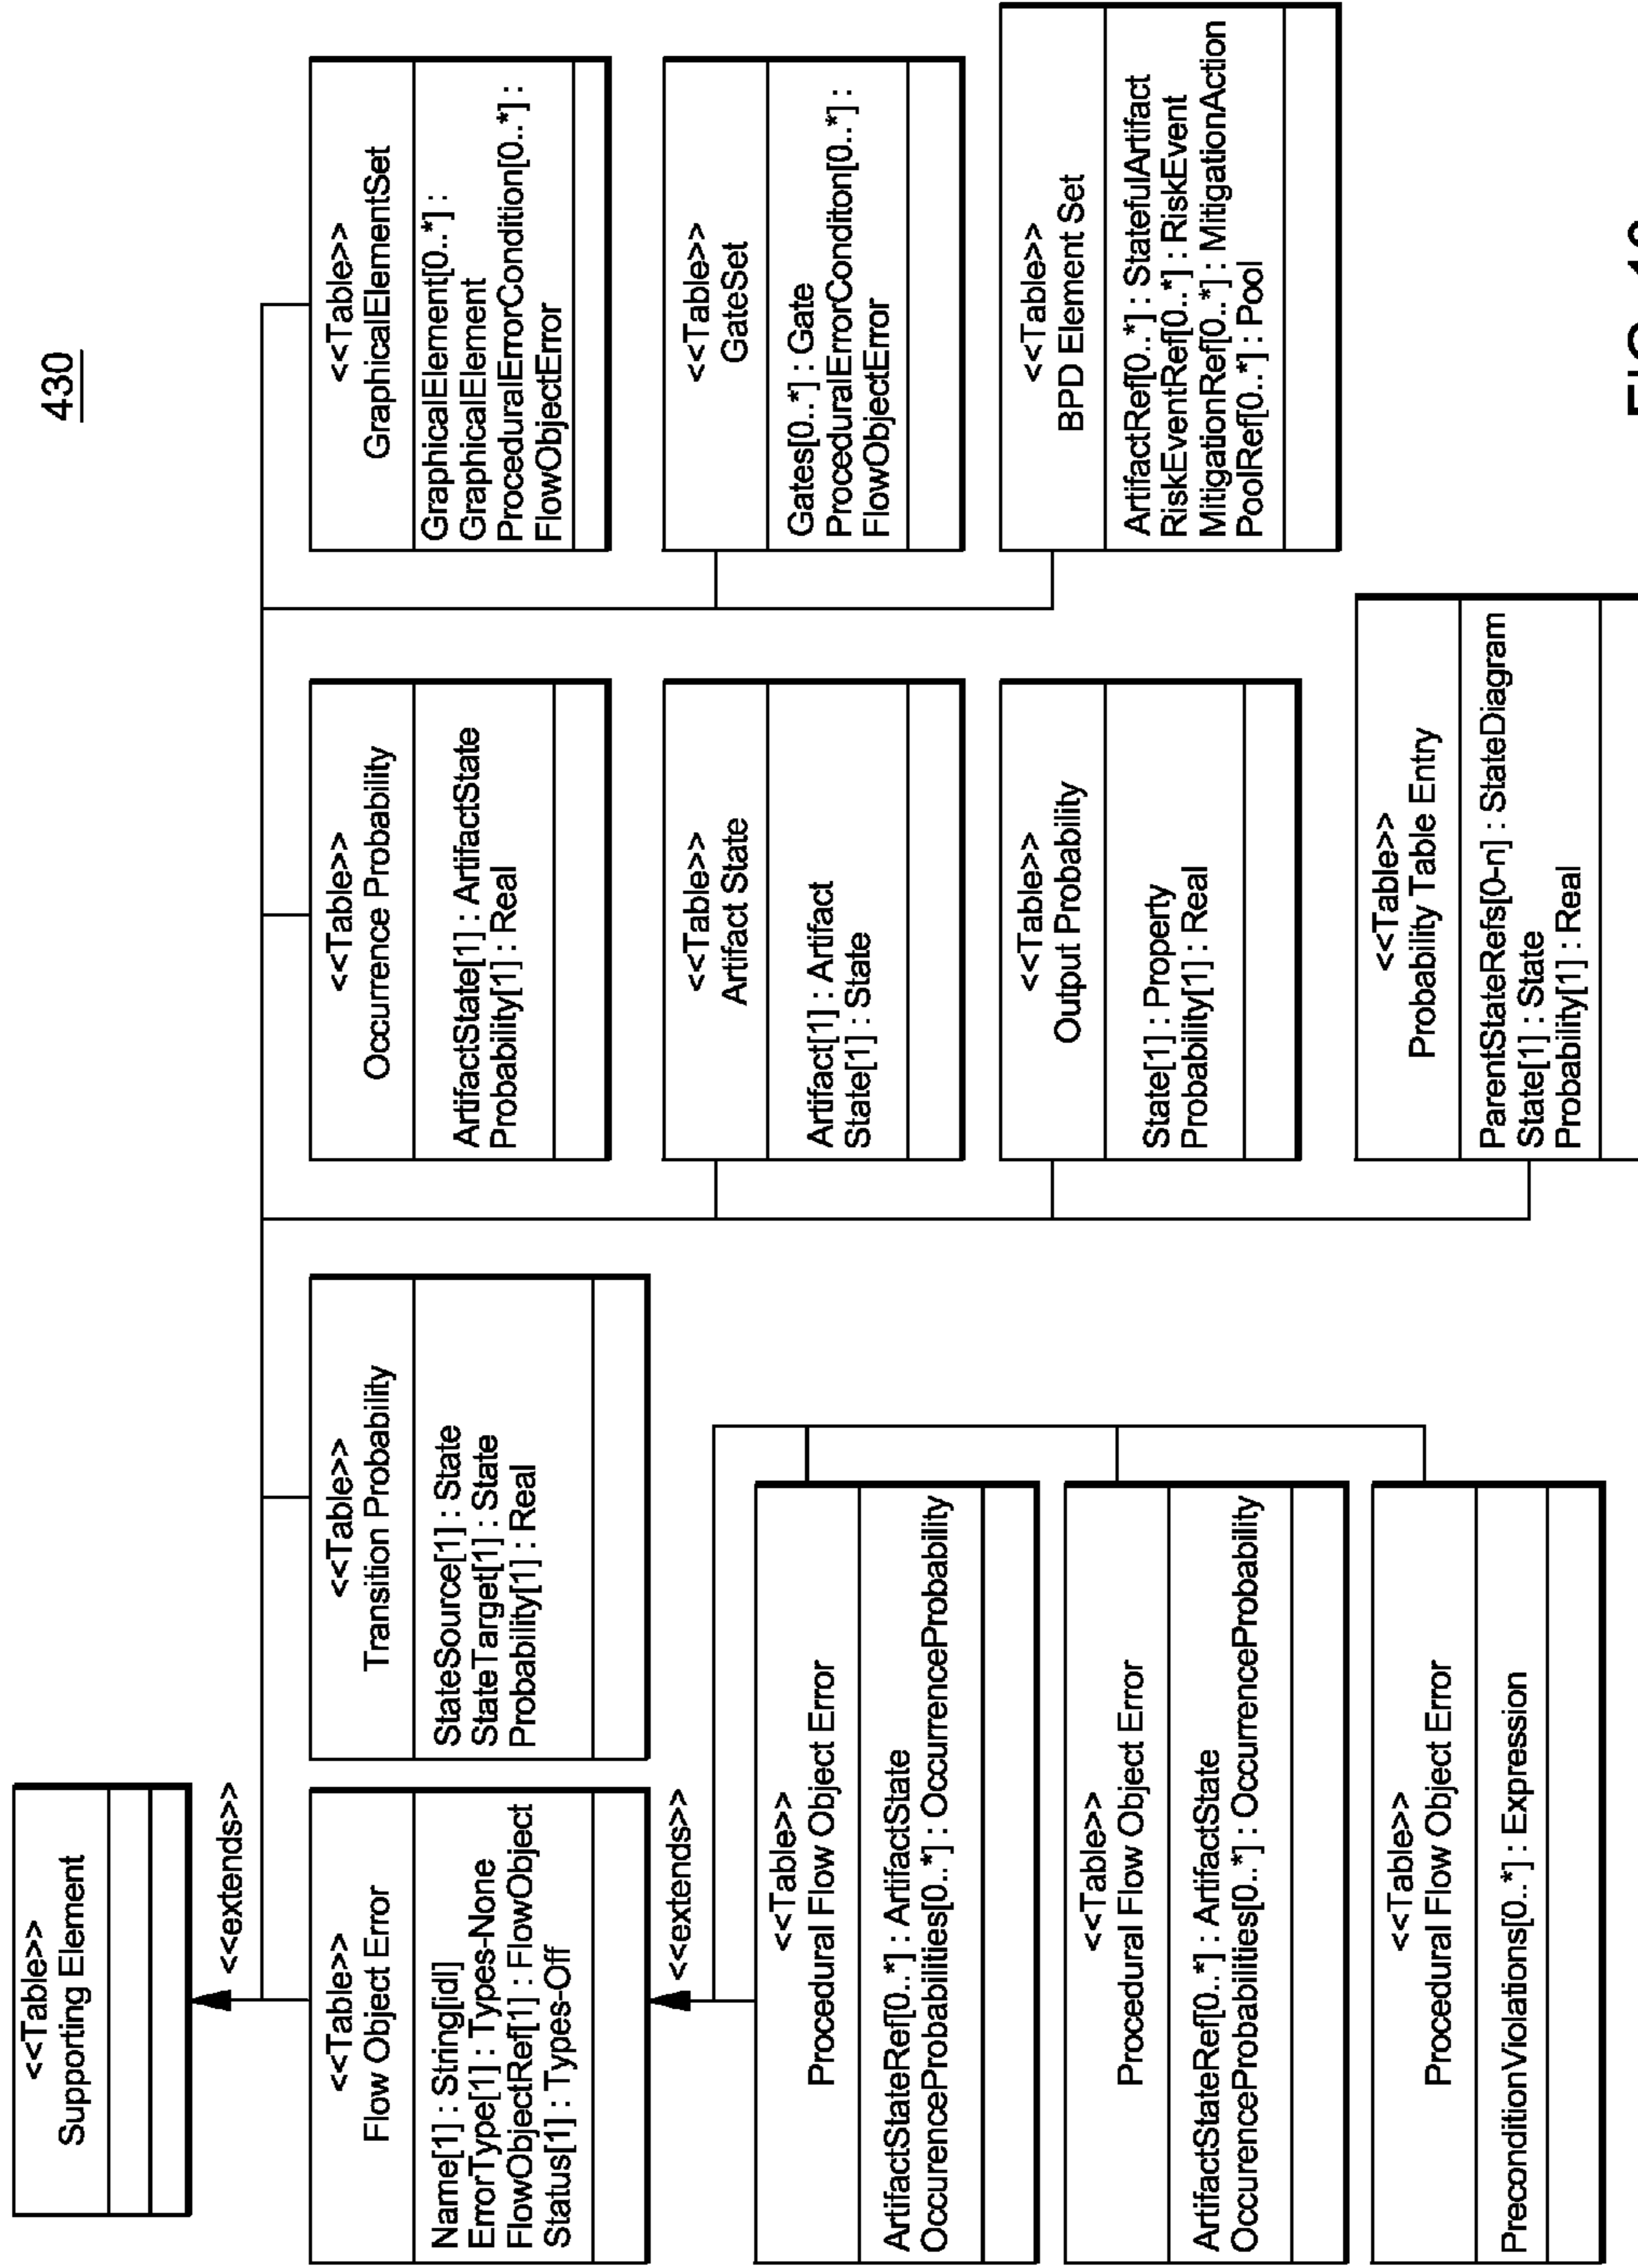 430
<<Table>>
Supporting Element
<<extends>>
<<Table>>
Flow Object Error
Name[1] : String[idl]
ErrorType[1] : Types-None
FlowObjectRef[1] : FlowObject
Status[1] : Types-Off
<<Table>>
Transition Probability
StateSource[1] : State
StateTarget[1] : State
Probability[1] : Real
<<Table>>
Occurrence Probability
ArtifactState[1] : ArtifactState
Probability[1] : Real
<<Table>>
GraphicalElementSet
GraphicalElement[0..*] :
GraphicalElement
ProceduralErrorCondition[0..*] :
FlowObjectError
<<extends>>
<<Table>>
Procedural Flow Object Error
ArtifactStateRef[0..*] : ArtifactState
OccurenceProbabilities[0..*] : OccurrenceProbability
<<Table>>
Procedural Flow Object Error
ArtifactStateRef[0..*] : ArtifactState
OccurenceProbabilities[0..*] : OccurrenceProbability
<<Table>>
Procedural Flow Object Error
PreconditionViolations[0..*] : Expression
<<Table>>
Artifact State
Artifact[1] : Artifact
State[1] : State
<<Table>>
Output Probability
State[1] : Property
Probability[1] : Real
<<Table>>
Probability Table Entry
ParentStateRefs[0-n] : StateDiagram
State[1] : State
Probability[1] : Real
<<Table>>
GateSet
Gates[0..*] : Gate
ProceduralErrorConditon[0..*] :
FlowObjectError
<<Table>>
BPD Element Set
ArtifactRef[0..*] : StatefulArtifact
RiskEventRef[0..*] : RiskEvent
MitigationRef[0..*] : MitigationAction
PoolRef[0..*] : Pool